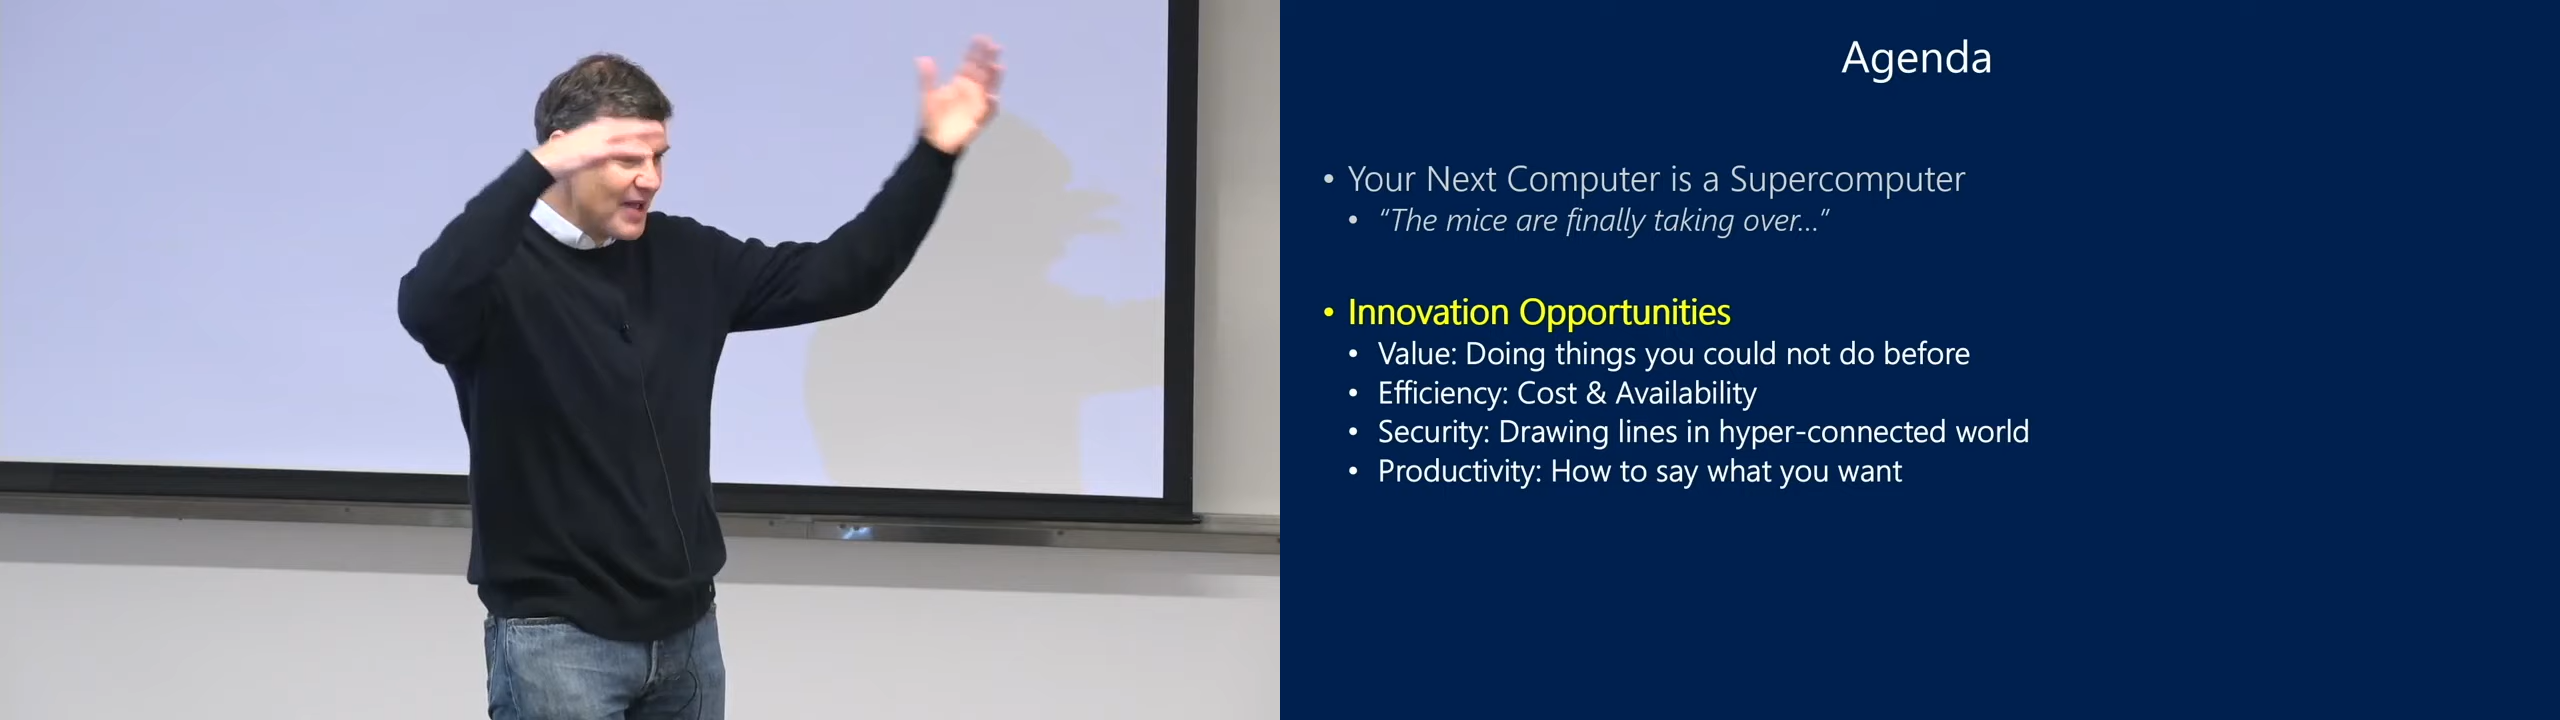 Agenda
• Your Next Computer is a Supercomputer
• “The mice are finally taking over…”
• Innovation Opportunities
• Value: Doing things you could not do before
• Efficiency: Cost & Availability
• Security: Drawing lines in hyper-connected world
• Productivity: How to say what you want